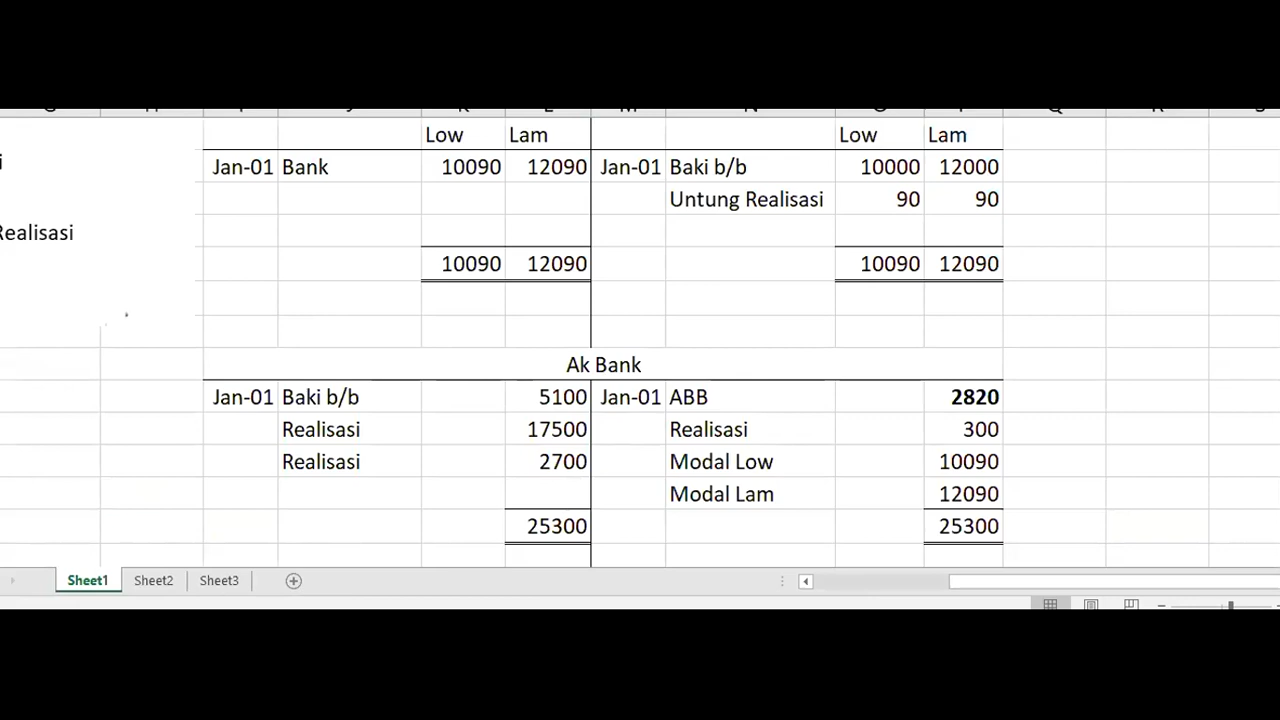 Low Lam Low Lam
Jan-01 Bank 10090 12090 Jan-01 Baki b/b 10000 12000
Untung Realisasi 90 90
Realisasi
10090 12090 10090 12090
Ak Bank
Jan-01 Baki b/b 5100 Jan-01 ABB 2820
Realisasi 17500 Realisasi 300
Realisasi 2700 Modal Low 10090
Modal Lam 12090
25300 25300
Sheet1 Sheet2 Sheet3